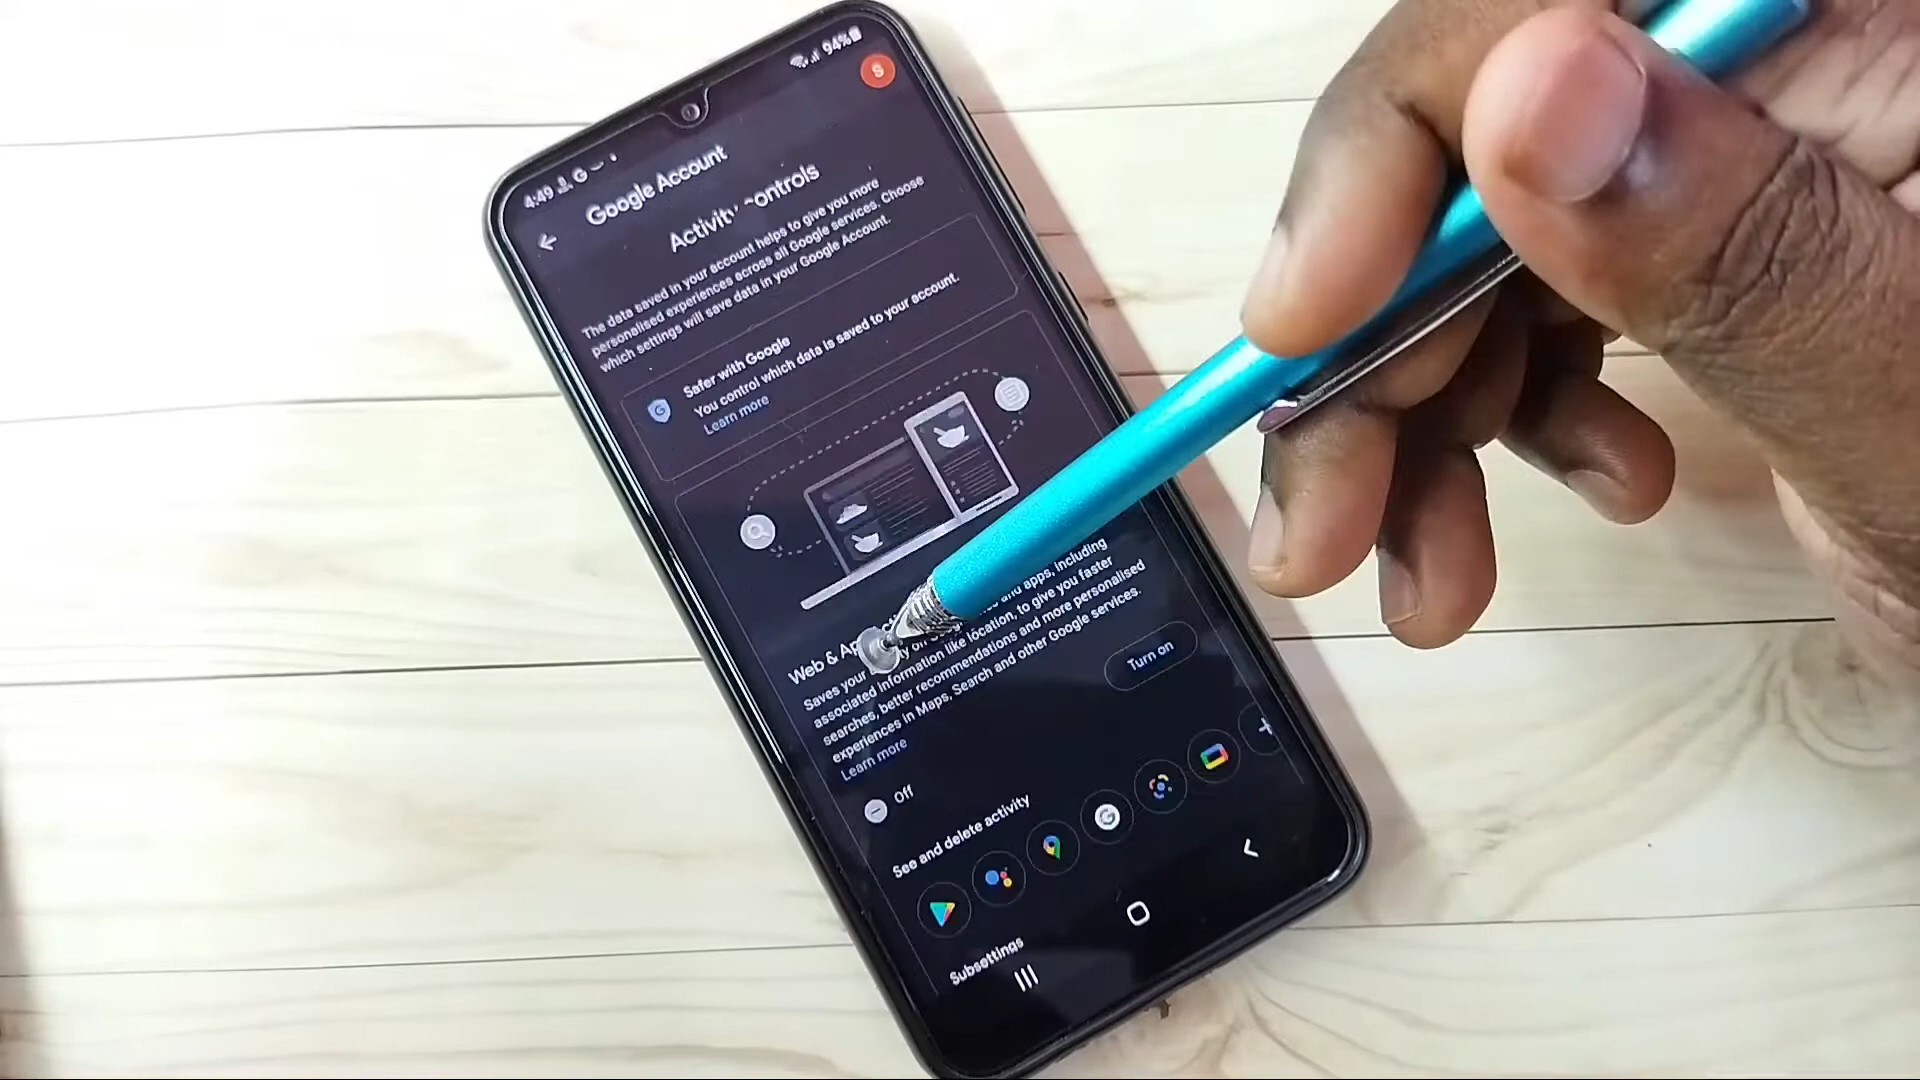 4:49
94%
S
Google Account
Activity controls
The data saved in your account helps to give you more
personalised experiences across all Google services. Choose
which settings will save data in your Google Account.
Safer with Google
You control which data is saved to your account.
Learn more
Web & Ap
Saves your and apps, including
associated information like location, to give you faster
searches, better recommendations and more personalised
experiences in Maps, Search and other Google services.
Learn more
Turn on
Off
See and delete activity
Subsettings